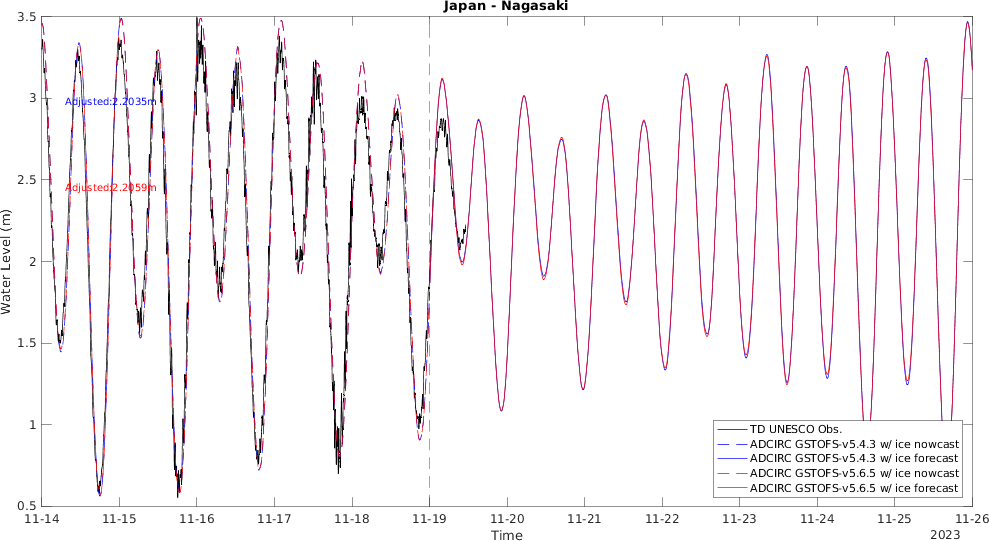 Japan - Nagasaki
3.5
3
2.5
2
1.5
1
0.5
Water Level (m)
Adjusted:2.2035m
Adjusted:2.2059m
TD UNESCO Obs.
ADCIRC GSTOFS-v5.4.3 w/ ice nowcast
ADCIRC GSTOFS-v5.4.3 w/ ice forecast
ADCIRC GSTOFS-v5.6.5 w/ ice nowcast
ADCIRC GSTOFS-v5.6.5 w/ ice forecast
11-14 11-15 11-16 11-17 11-18 11-19 11-20 11-21 11-22 11-23 11-24 11-25 11-26
Time
2023